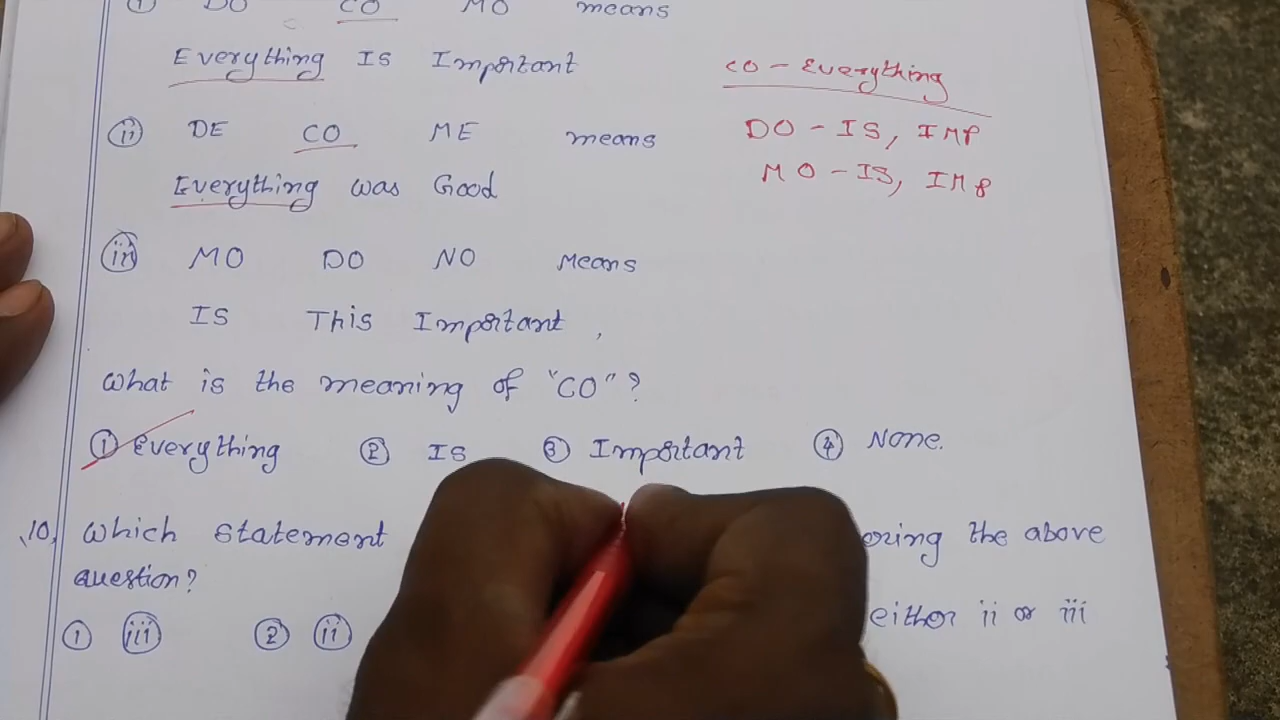 i DO CO MO means
Everything IS Important
ii DE CO ME means
Everything was Good
iii MO DO NO Means
IS This Important,
What is the meaning of "CO"?
1 Everything 2 IS 3 Important 4 None.
10, Which statement the above
question?
1 iii 2 ii either ii or iii
CO - Everything
DO - IS, IMP
MO - IS, IMP